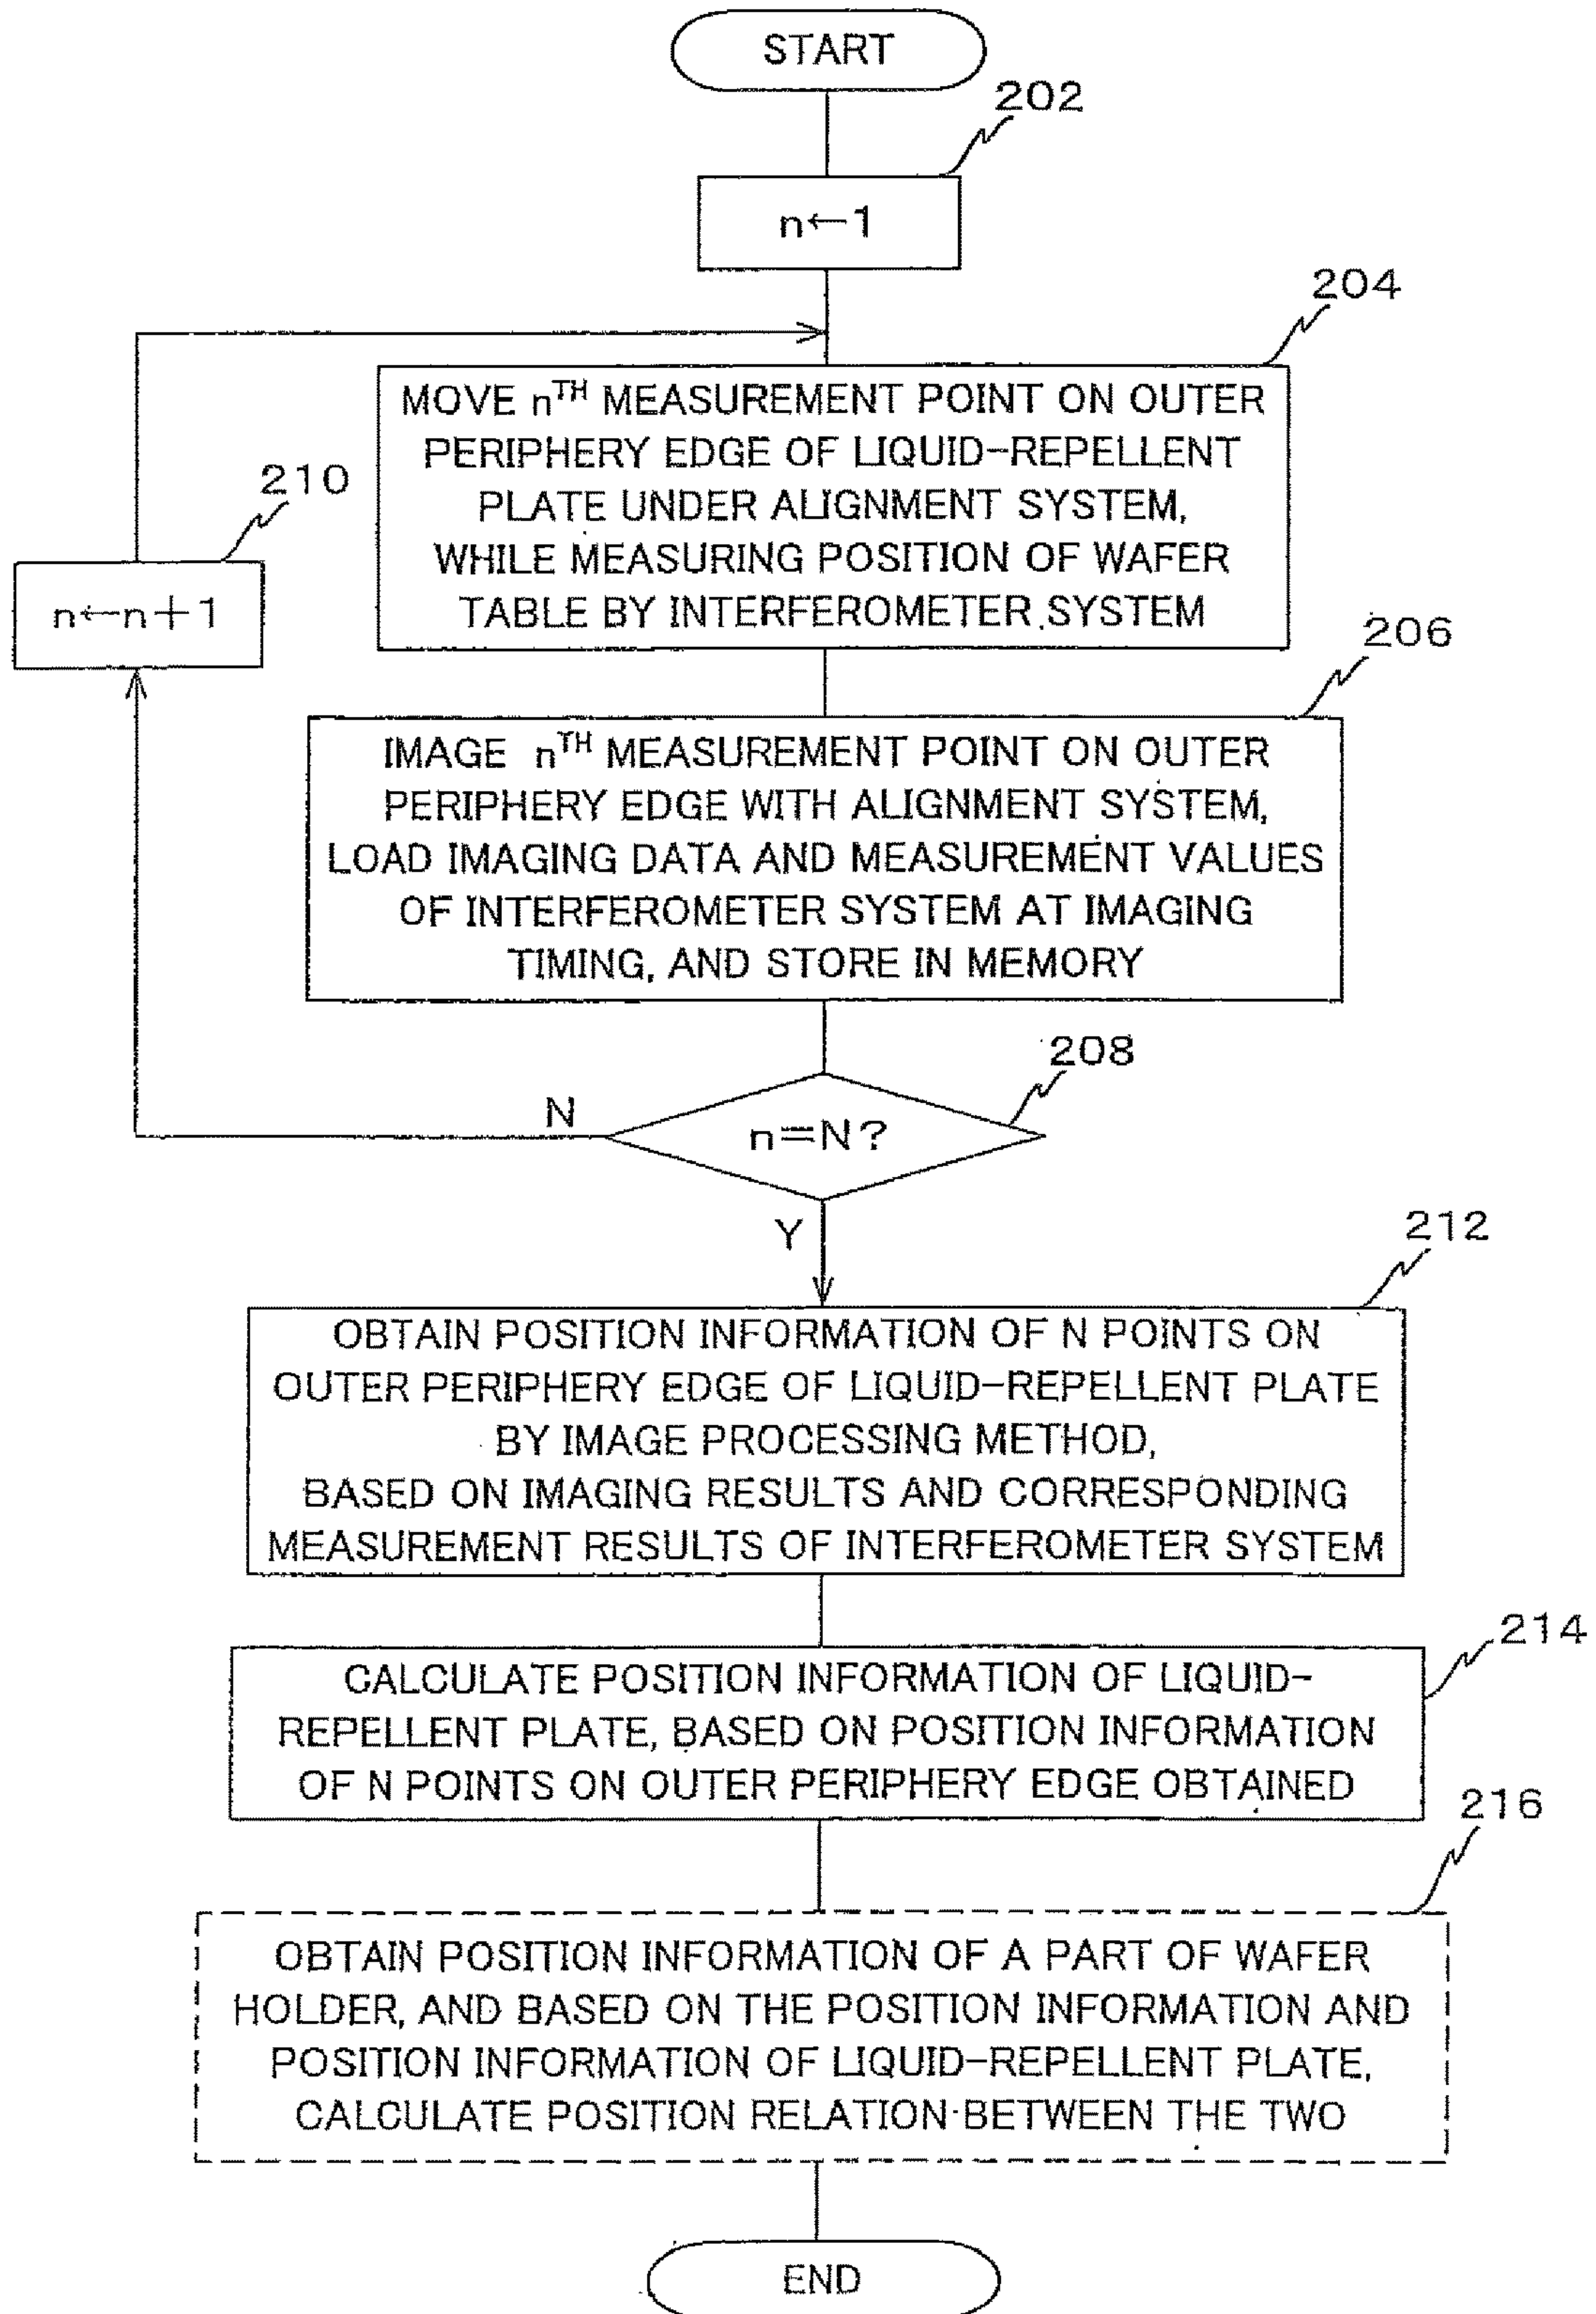 START
202
n←1
204
MOVE nTH MEASUREMENT POINT ON OUTER
PERIPHERY EDGE OF LIQUID-REPELLENT
PLATE UNDER ALIGNMENT SYSTEM,
WHILE MEASURING POSITION OF WAFER
TABLE BY INTERFEROMETER SYSTEM
210
n←n+1
206
IMAGE nTH MEASUREMENT POINT ON OUTER
PERIPHERY EDGE WITH ALIGNMENT SYSTEM,
LOAD IMAGING DATA AND MEASUREMENT VALUES
OF INTERFEROMETER SYSTEM AT IMAGING
TIMING, AND STORE IN MEMORY
208
N
n=N?
Y
212
OBTAIN POSITION INFORMATION OF N POINTS ON
OUTER PERIPHERY EDGE OF LIQUID-REPELLENT PLATE
BY IMAGE PROCESSING METHOD,
BASED ON IMAGING RESULTS AND CORRESPONDING
MEASUREMENT RESULTS OF INTERFEROMETER SYSTEM
214
CALCULATE POSITION INFORMATION OF LIQUID-
REPELLENT PLATE, BASED ON POSITION INFORMATION
OF N POINTS ON OUTER PERIPHERY EDGE OBTAINED
216
OBTAIN POSITION INFORMATION OF A PART OF WAFER
HOLDER, AND BASED ON THE POSITION INFORMATION AND
POSITION INFORMATION OF LIQUID-REPELLENT PLATE,
CALCULATE POSITION RELATION BETWEEN THE TWO
END